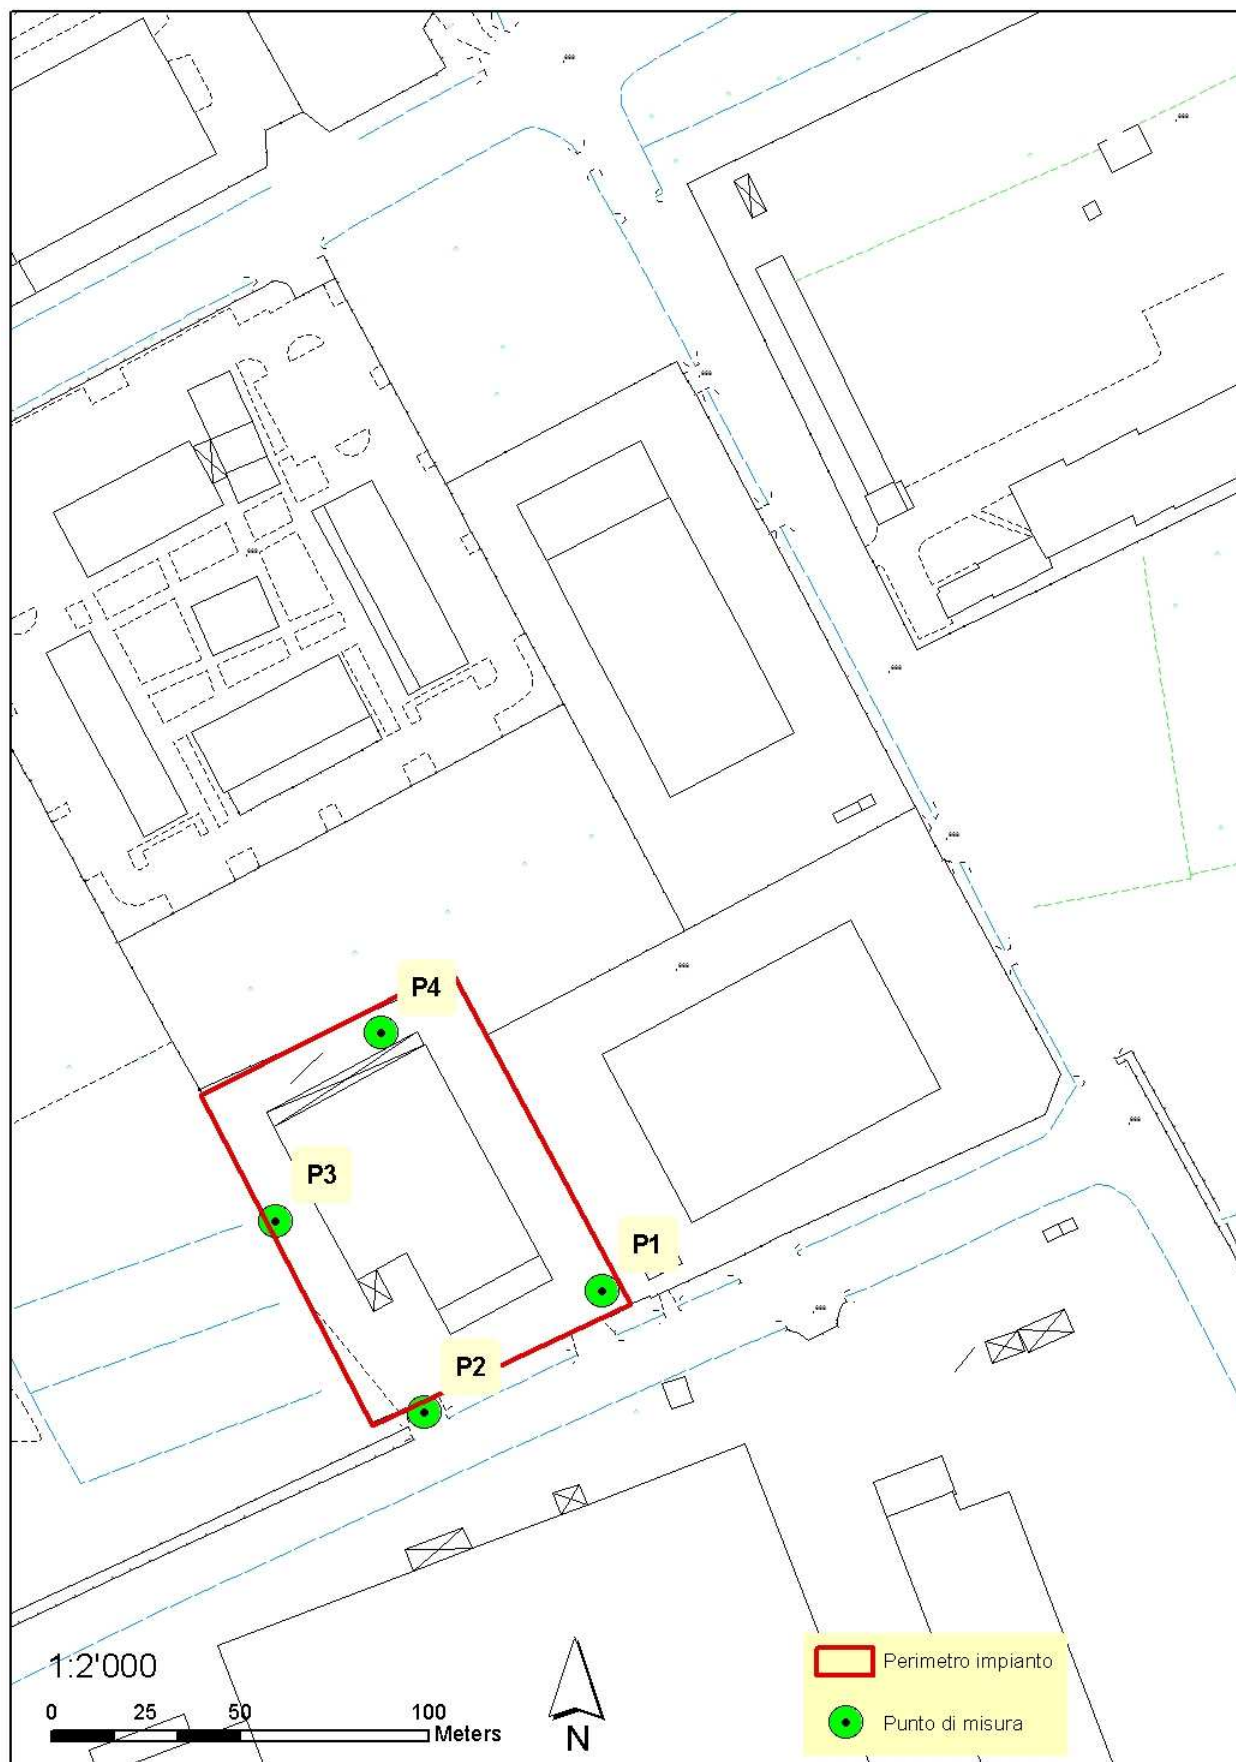 P4
P3
P1
P2
1:2'000
0 25 50 100
Meters
N
Perimetro impianto
Punto di misura